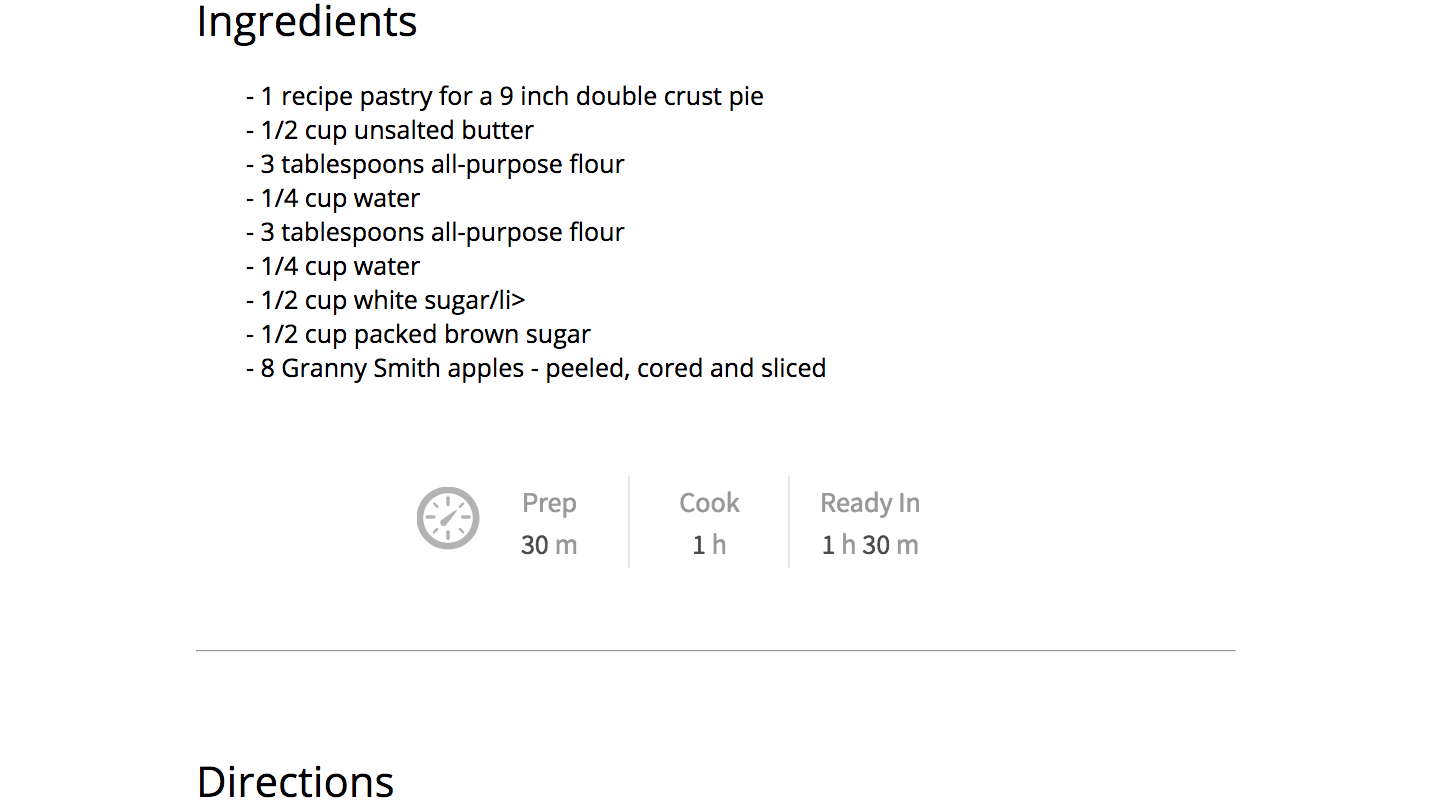 Ingredients
- 1 recipe pastry for a 9 inch double crust pie
- 1/2 cup unsalted butter
- 3 tablespoons all-purpose flour
- 1/4 cup water
- 3 tablespoons all-purpose flour
- 1/4 cup water
- 1/2 cup white sugar/li>
- 1/2 cup packed brown sugar
- 8 Granny Smith apples - peeled, cored and sliced
Prep Cook Ready In
30 m 1 h 1 h 30 m
Directions